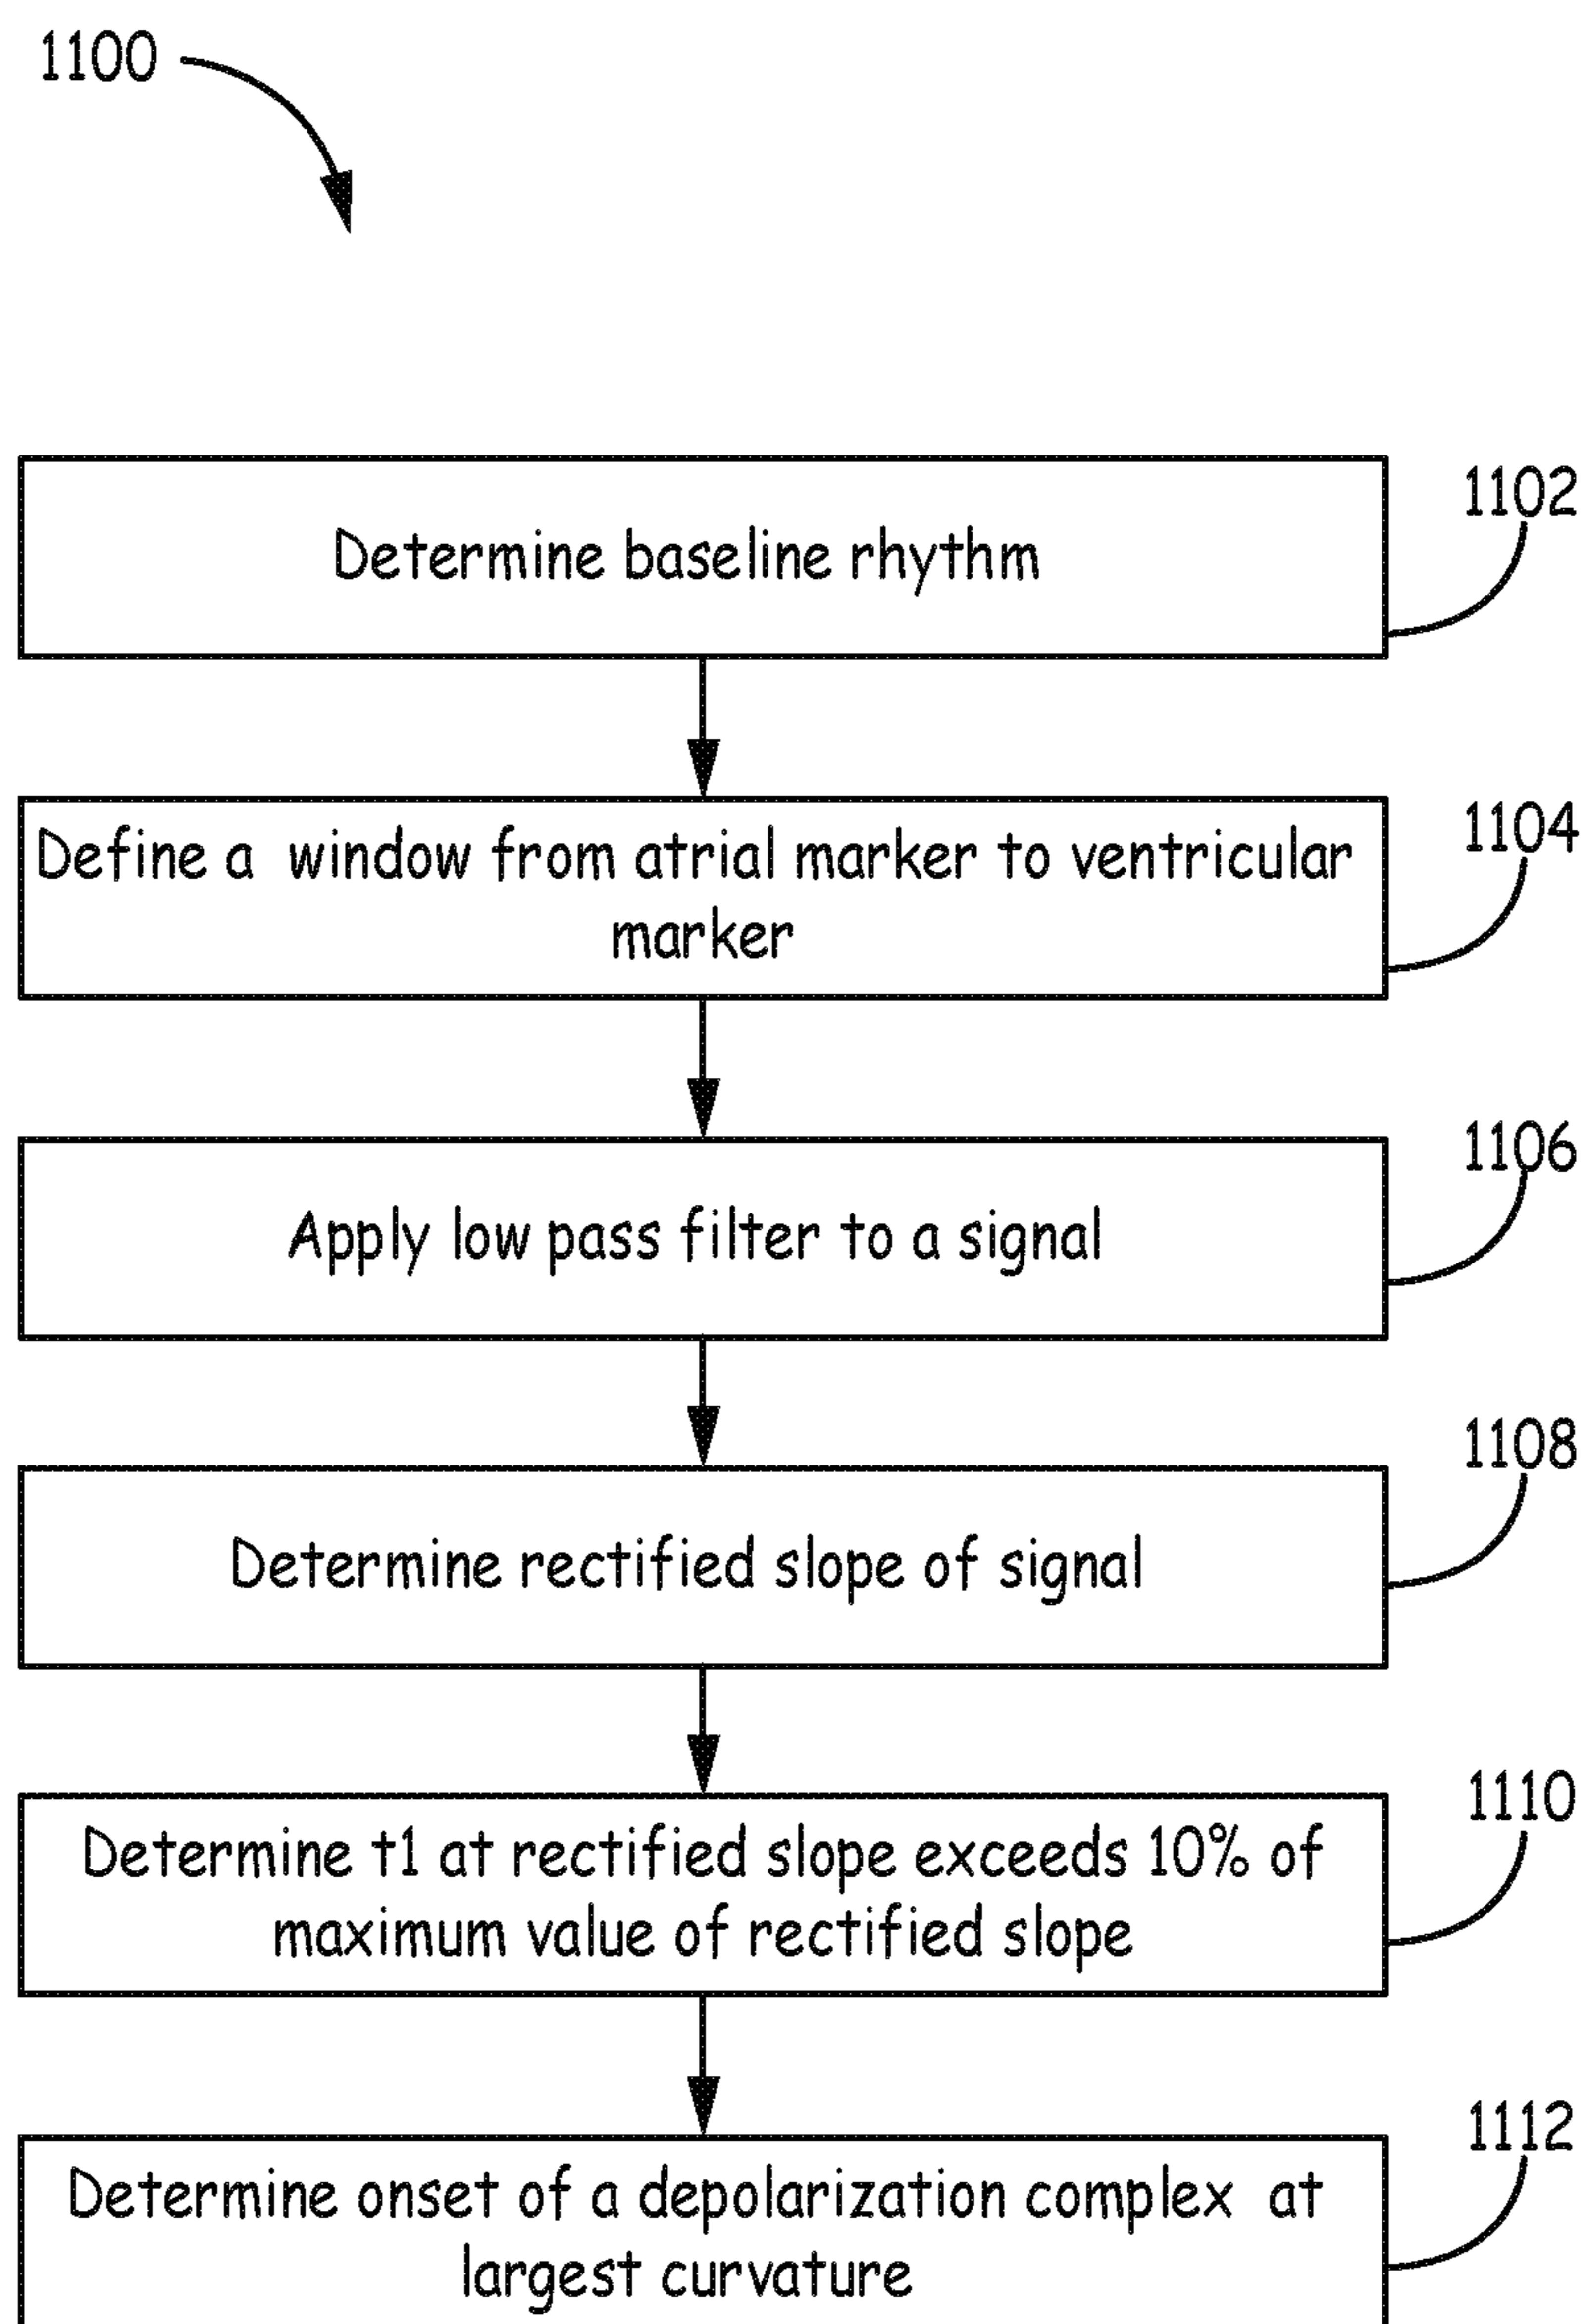 1100
1102
Determine baseline rhythm
1104
Define a window from atrial marker to ventricular
marker
1106
Apply low pass filter to a signal
1108
Determine rectified slope of signal
1110
Determine t1 at rectified slope exceeds 10% of
maximum value of rectified slope
1112
Determine onset of a depolarization complex at
largest curvature